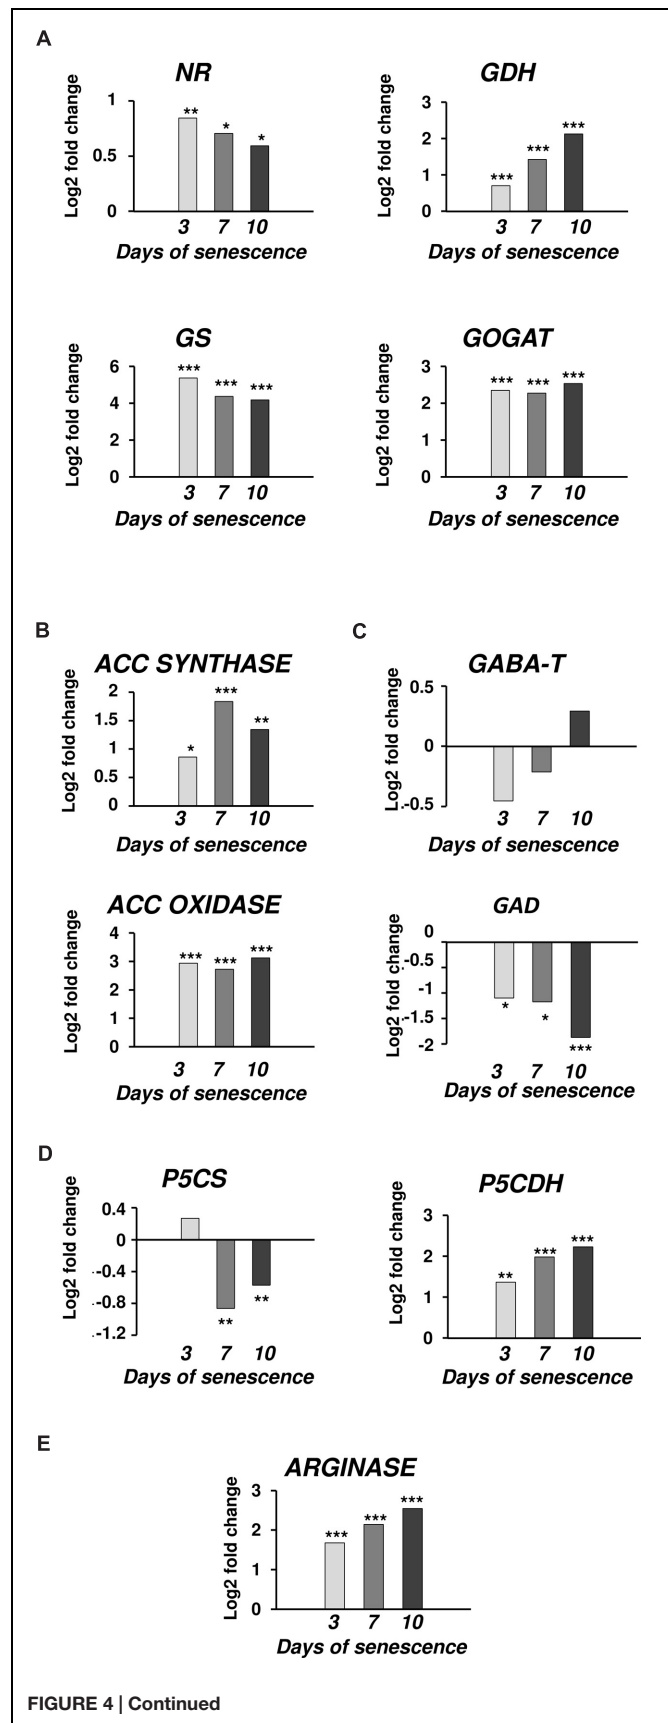 A
NR
Log2 fold change
1
0.5
0
**
*
*
3 7 10
Days of senescence
GDH
Log2 fold change
3
2
1
0
***
***
***
3 7 10
Days of senescence
GS
Log2 fold change
6
4
2
0
***
***
***
3 7 10
Days of senescence
GOGAT
Log2 fold change
3
2
1
0
***
***
***
3 7 10
Days of senescence
B
ACC SYNTHASE
Log2 fold change
2
1.5
1
0.5
0
*
***
**
3 7 10
Days of senescence
C
GABA-T
Log2 fold change
0.5
0
-0.5
3 7 10
Days of senescence
ACC OXIDASE
Log2 fold change
4
3
2
1
0
***
***
***
3 7 10
Days of senescence
GAD
Log2 fold change
0
-0.5
-1
-1.5
-2
*
*
***
3 7 10
Days of senescence
D
P5CS
Log2 fold change
0.4
0
-0.4
-0.8
-1.2
**
**
3 7 10
Days of senescence
P5CDH
Log2 fold change
3
2
1
0
**
***
***
3 7 10
Days of senescence
E
ARGINASE
Log2 fold change
3
2
1
0
***
***
***
3 7 10
Days of senescence
FIGURE 4 | Continued